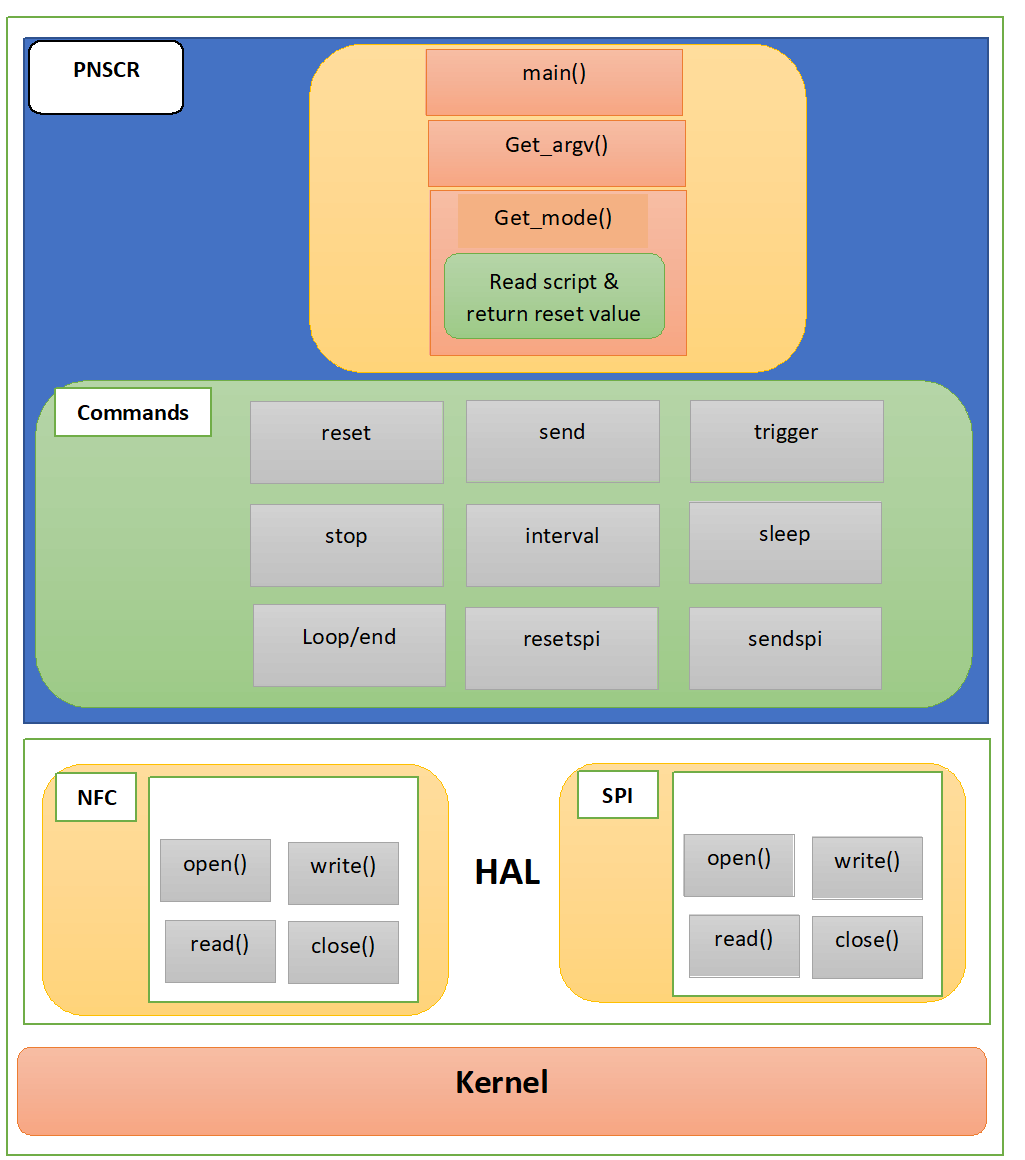 PNSCR
main()
Get_argv()
Get_mode()
Read script &
return reset value
Commands
reset
send
trigger
stop
interval
sleep
Loop/end
resetspi
sendspi
NFC
open()
write()
read()
close()
HAL
SPI
open()
write()
read()
close()
Kernel